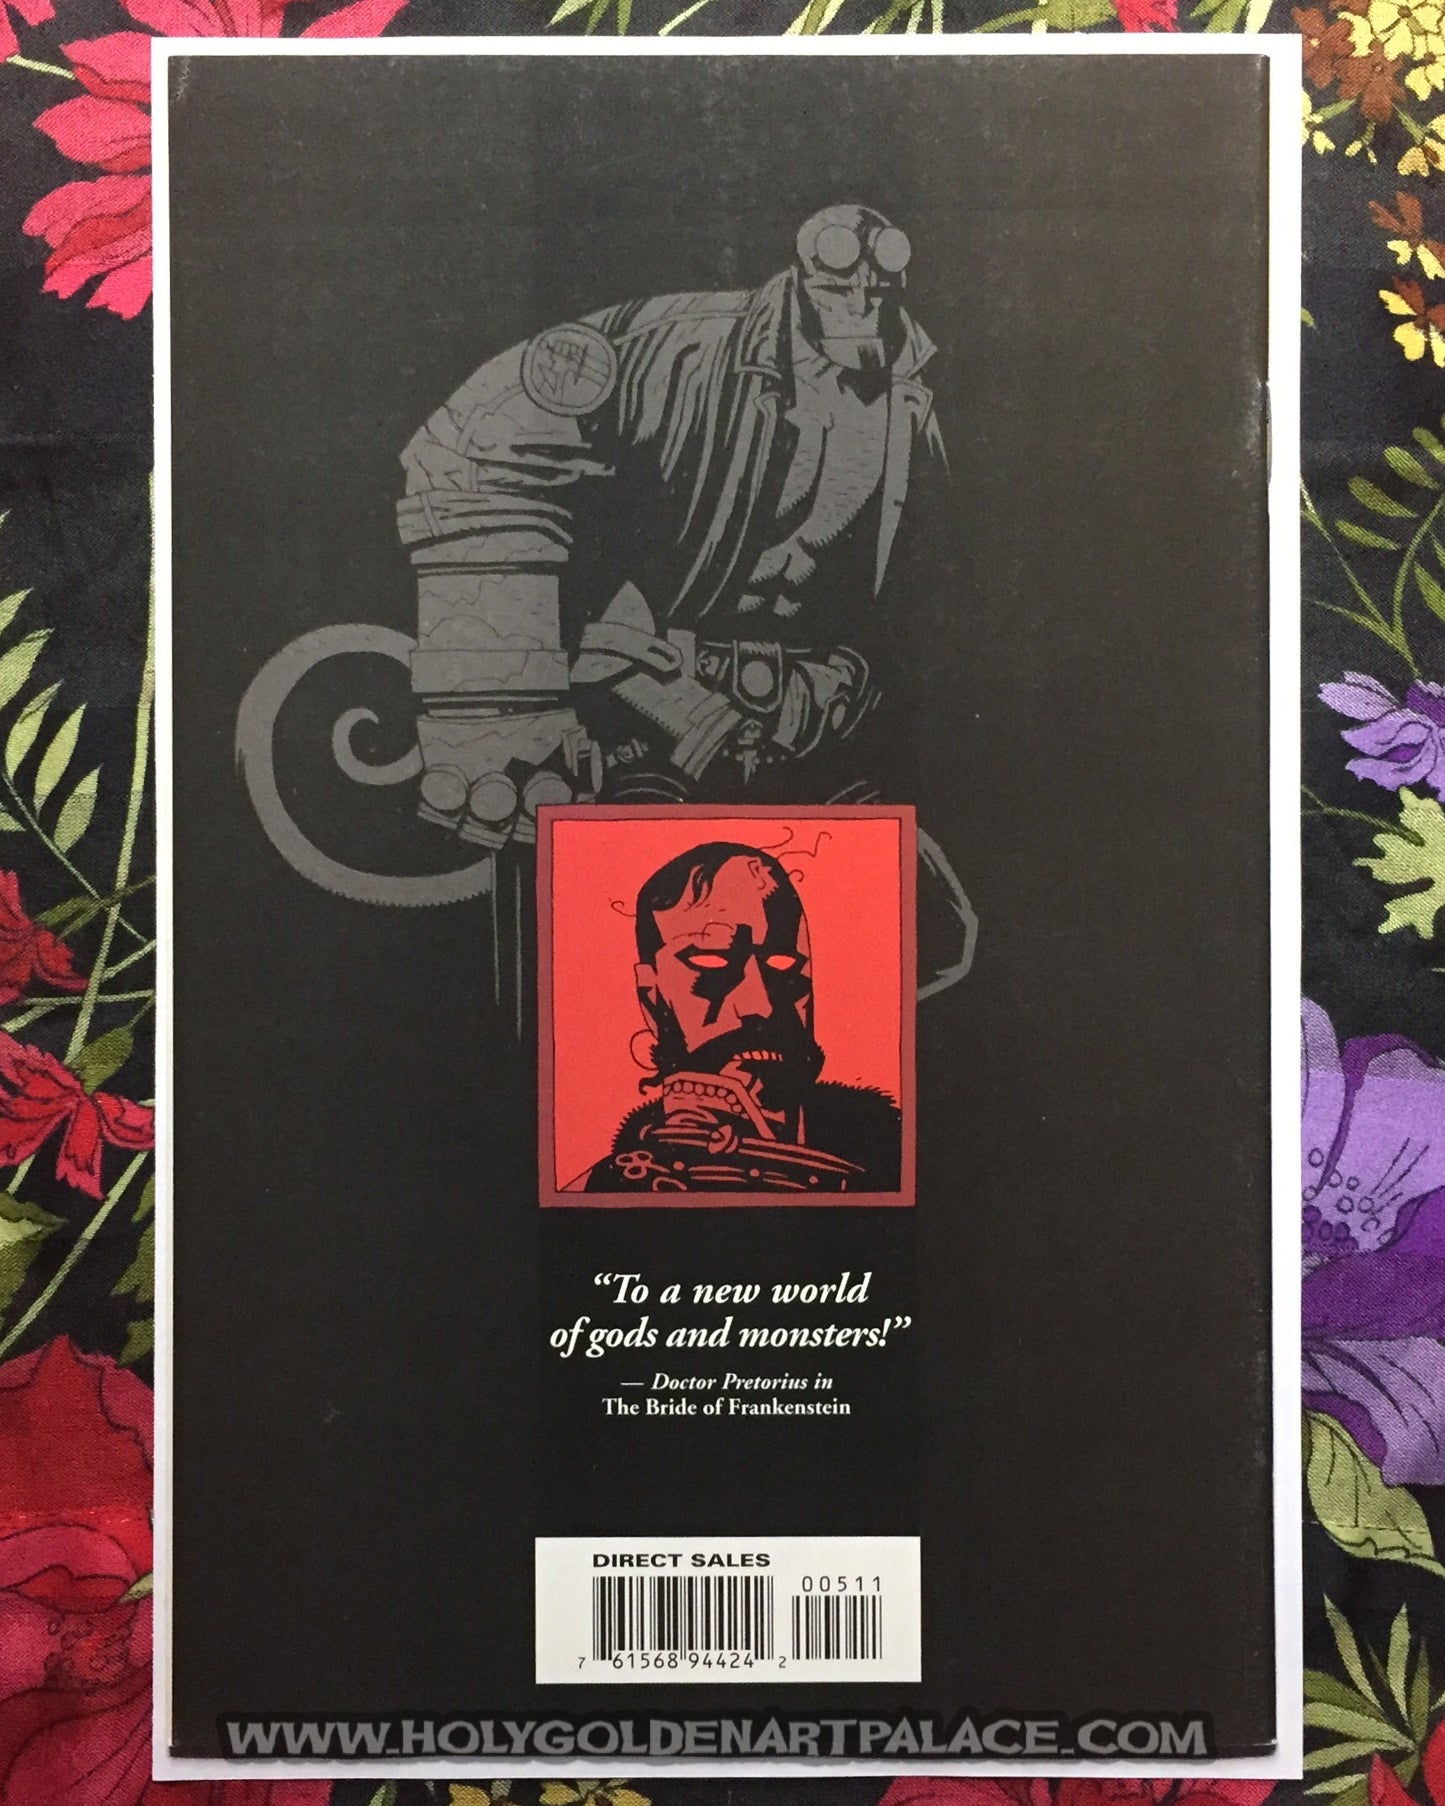 “To a new world
of gods and monsters!”
— Doctor Pretorius in
The Bride of Frankenstein
DIRECT SALES
00511
7 61568 94424 2
WWW.HOLYGOLDENARTPALACE.COM